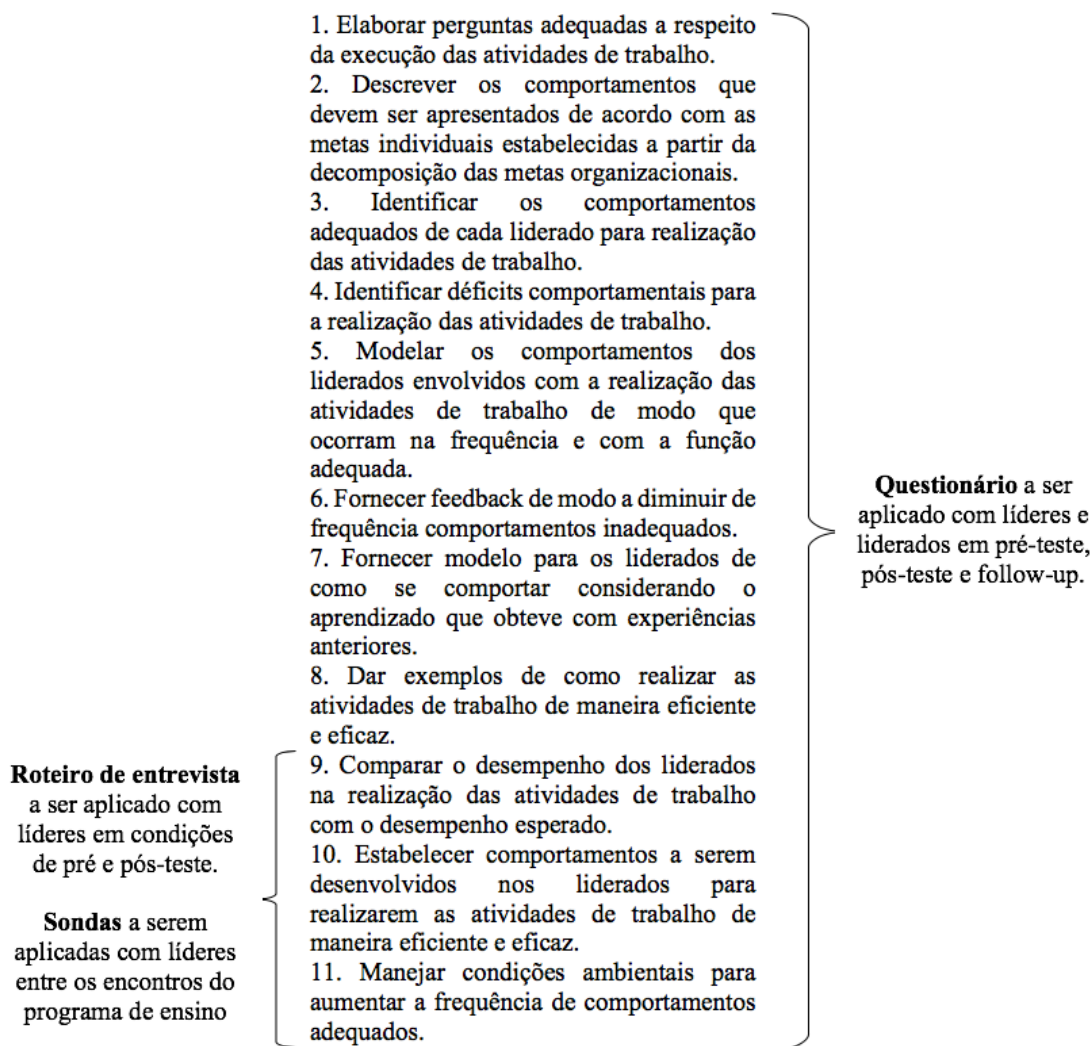 1. Elaborar perguntas adequadas a respeito
da execução das atividades de trabalho.
2. Descrever os comportamentos que
devem ser apresentados de acordo com as
metas individuais estabelecidas a partir da
decomposição das metas organizacionais.
3. Identificar os comportamentos
adequados de cada liderado para realização
das atividades de trabalho.
4. Identificar déficits comportamentais para
a realização das atividades de trabalho.
5. Modelar os comportamentos dos
liderados envolvidos com a realização das
atividades de trabalho de modo que
ocorram na frequência e com a função
adequada.
6. Fornecer feedback de modo a diminuir de
frequência comportamentos inadequados.
7. Fornecer modelo para os liderados de
como se comportar considerando o
aprendizado que obteve com experiências
anteriores.
8. Dar exemplos de como realizar as
atividades de trabalho de maneira eficiente
e eficaz.
9. Comparar o desempenho dos liderados
na realização das atividades de trabalho
com o desempenho esperado.
10. Estabelecer comportamentos a serem
desenvolvidos nos liderados para
realizarem as atividades de trabalho de
maneira eficiente e eficaz.
11. Manejar condições ambientais para
aumentar a frequência de comportamentos
adequados.
Roteiro de entrevista
a ser aplicado com
líderes em condições
de pré e pós-teste.
Sondas a serem
aplicadas com líderes
entre os encontros do
programa de ensino
Questionário a ser
aplicado com líderes e
liderados em pré-teste,
pós-teste e follow-up.